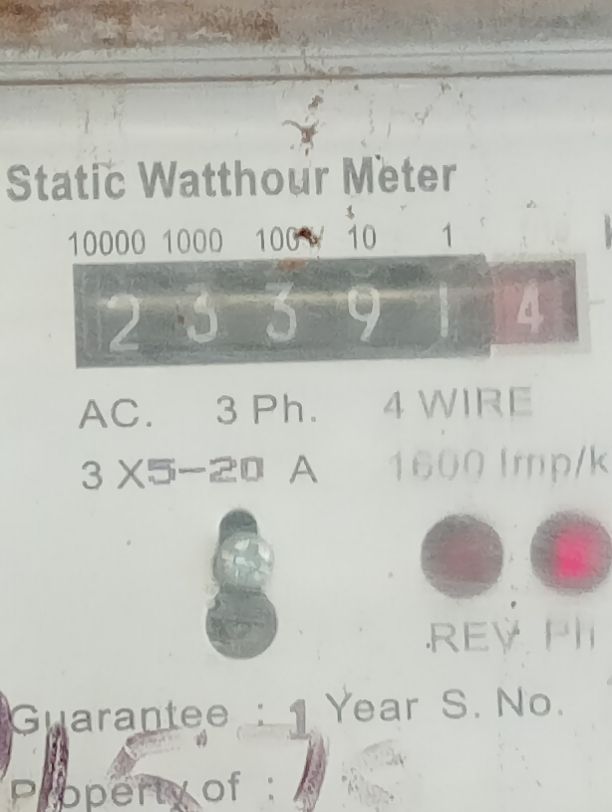 Static Watthour Meter
10000 1000 100 10 1
2 3 3 9 1 4
AC. 3 Ph. 4 WIRE
3 X5-20 A 1600 Imp/k
REV Ph
Guarantee : 1 Year S. No.
Property of :